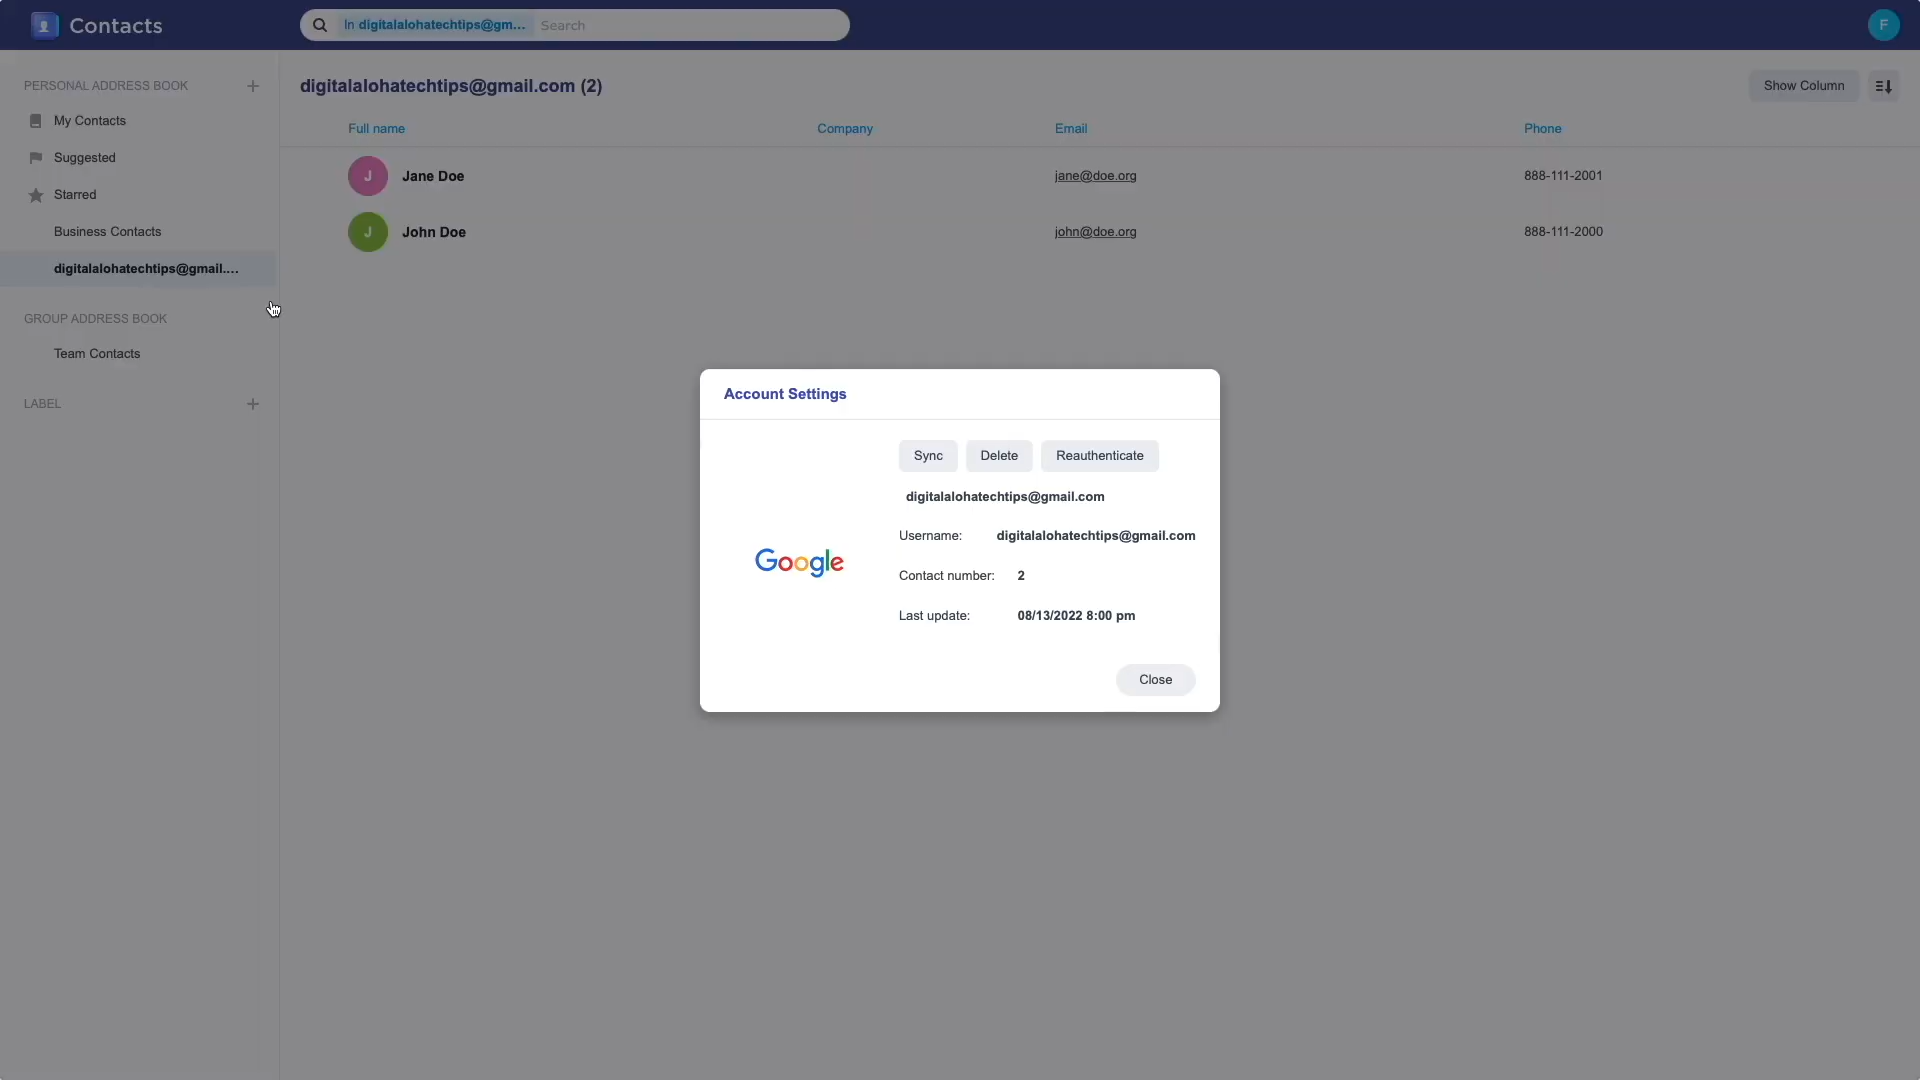 Contacts
In digitalalohatechtips@gm... Search
F
PERSONAL ADDRESS BOOK
My Contacts
Suggested
Starred
Business Contacts
digitalalohatechtips@gmail....
GROUP ADDRESS BOOK
Team Contacts
LABEL
digitalalohatechtips@gmail.com (2)
Show Column
Full name Company Email Phone
J Jane Doe jane@doe.org 888-111-2001
J John Doe john@doe.org 888-111-2000
Account Settings
Sync Delete Reauthenticate
digitalalohatechtips@gmail.com
Google
Username: digitalalohatechtips@gmail.com
Contact number: 2
Last update: 08/13/2022 8:00 pm
Close